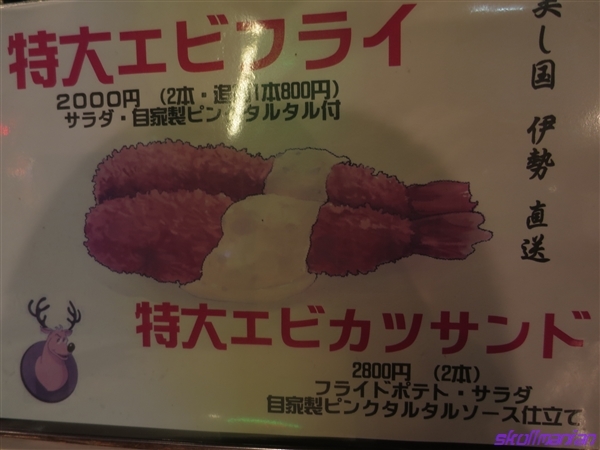 特大エビフライ
2000円 (2本・追加1本800円)
サラダ・自家製ピンクタルタル付
美し国 伊勢 直送
特大エビカツサンド
2800円 (2本)
フライドポテト・サラダ
自家製ピンクタルタルソース仕立て
skullmantan